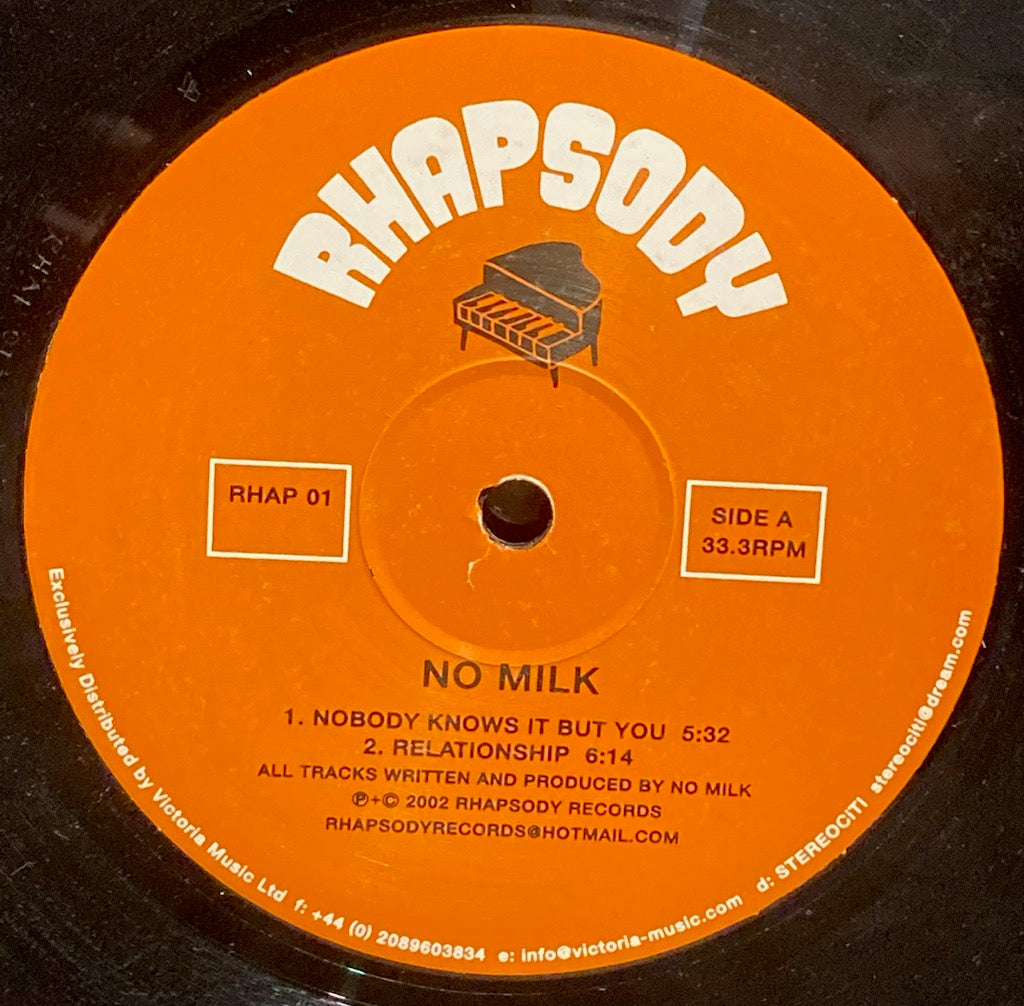 RHAPSODY
RHAP 01
SIDE A
33.3RPM
NO MILK
1. NOBODY KNOWS IT BUT YOU 5:32
2. RELATIONSHIP 6:14
ALL TRACKS WRITTEN AND PRODUCED BY NO MILK
℗+© 2002 RHAPSODY RECORDS
RHAPSODYRECORDS@HOTMAIL.COM
Exclusively Distributed by Victoria Music Ltd f: +44 (0) 2089603834 e: info@victoria-music.com d: STEREOCiTI stereociti@dream.com